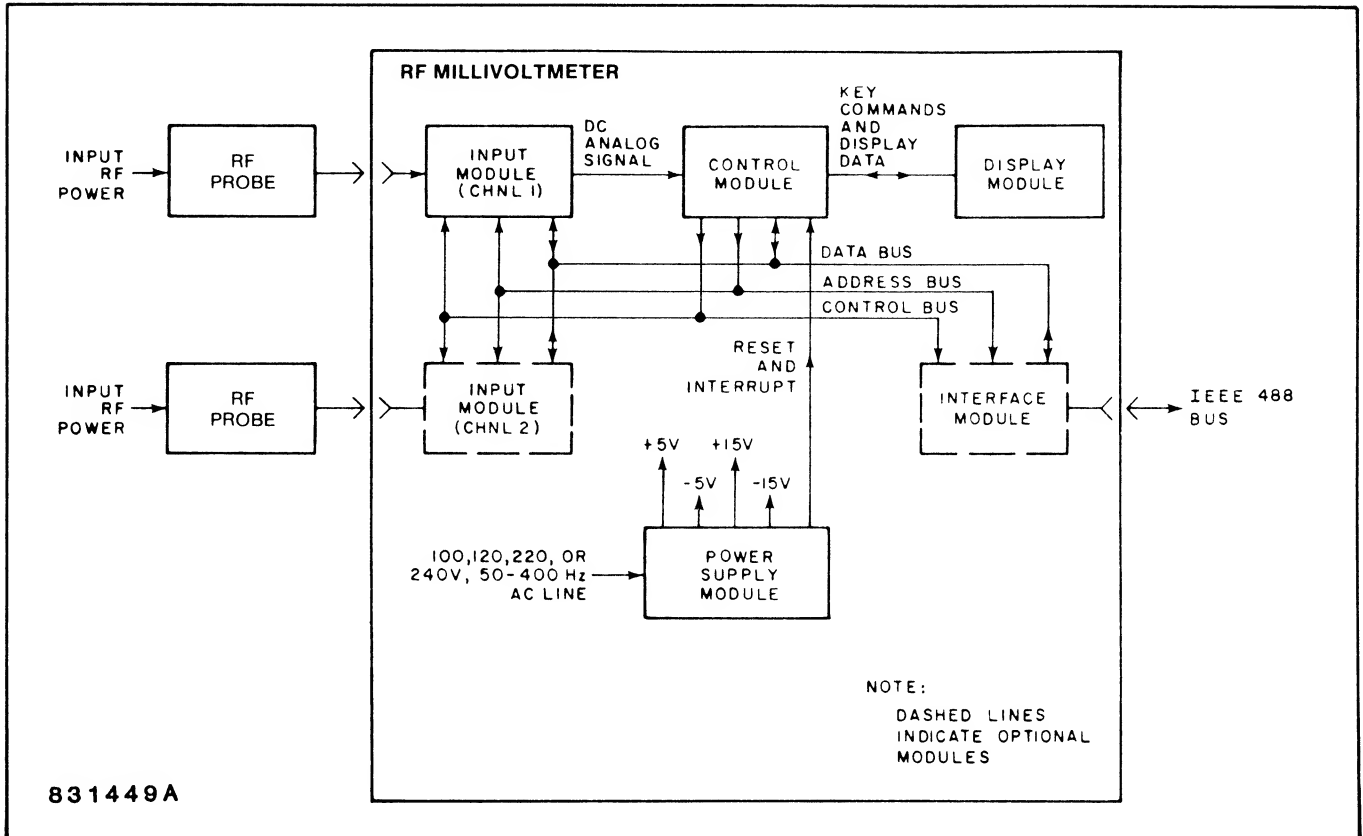 RF MILLIVOLTMETER
INPUT
RF
POWER
RF
PROBE
INPUT
MODULE
(CHNL 1)
DC
ANALOG
SIGNAL
CONTROL
MODULE
KEY
COMMANDS
AND
DISPLAY
DATA
DISPLAY
MODULE
DATA BUS
ADDRESS BUS
CONTROL BUS
INPUT
RF
POWER
RF
PROBE
INPUT
MODULE
(CHNL 2)
RESET
AND
INTERRUPT
INTERFACE
MODULE
IEEE 488
BUS
+5V
-5V
+15V
-15V
100,120,220, OR
240V, 50-400 Hz
AC LINE
POWER
SUPPLY
MODULE
NOTE:
DASHED LINES
INDICATE OPTIONAL
MODULES
831449A